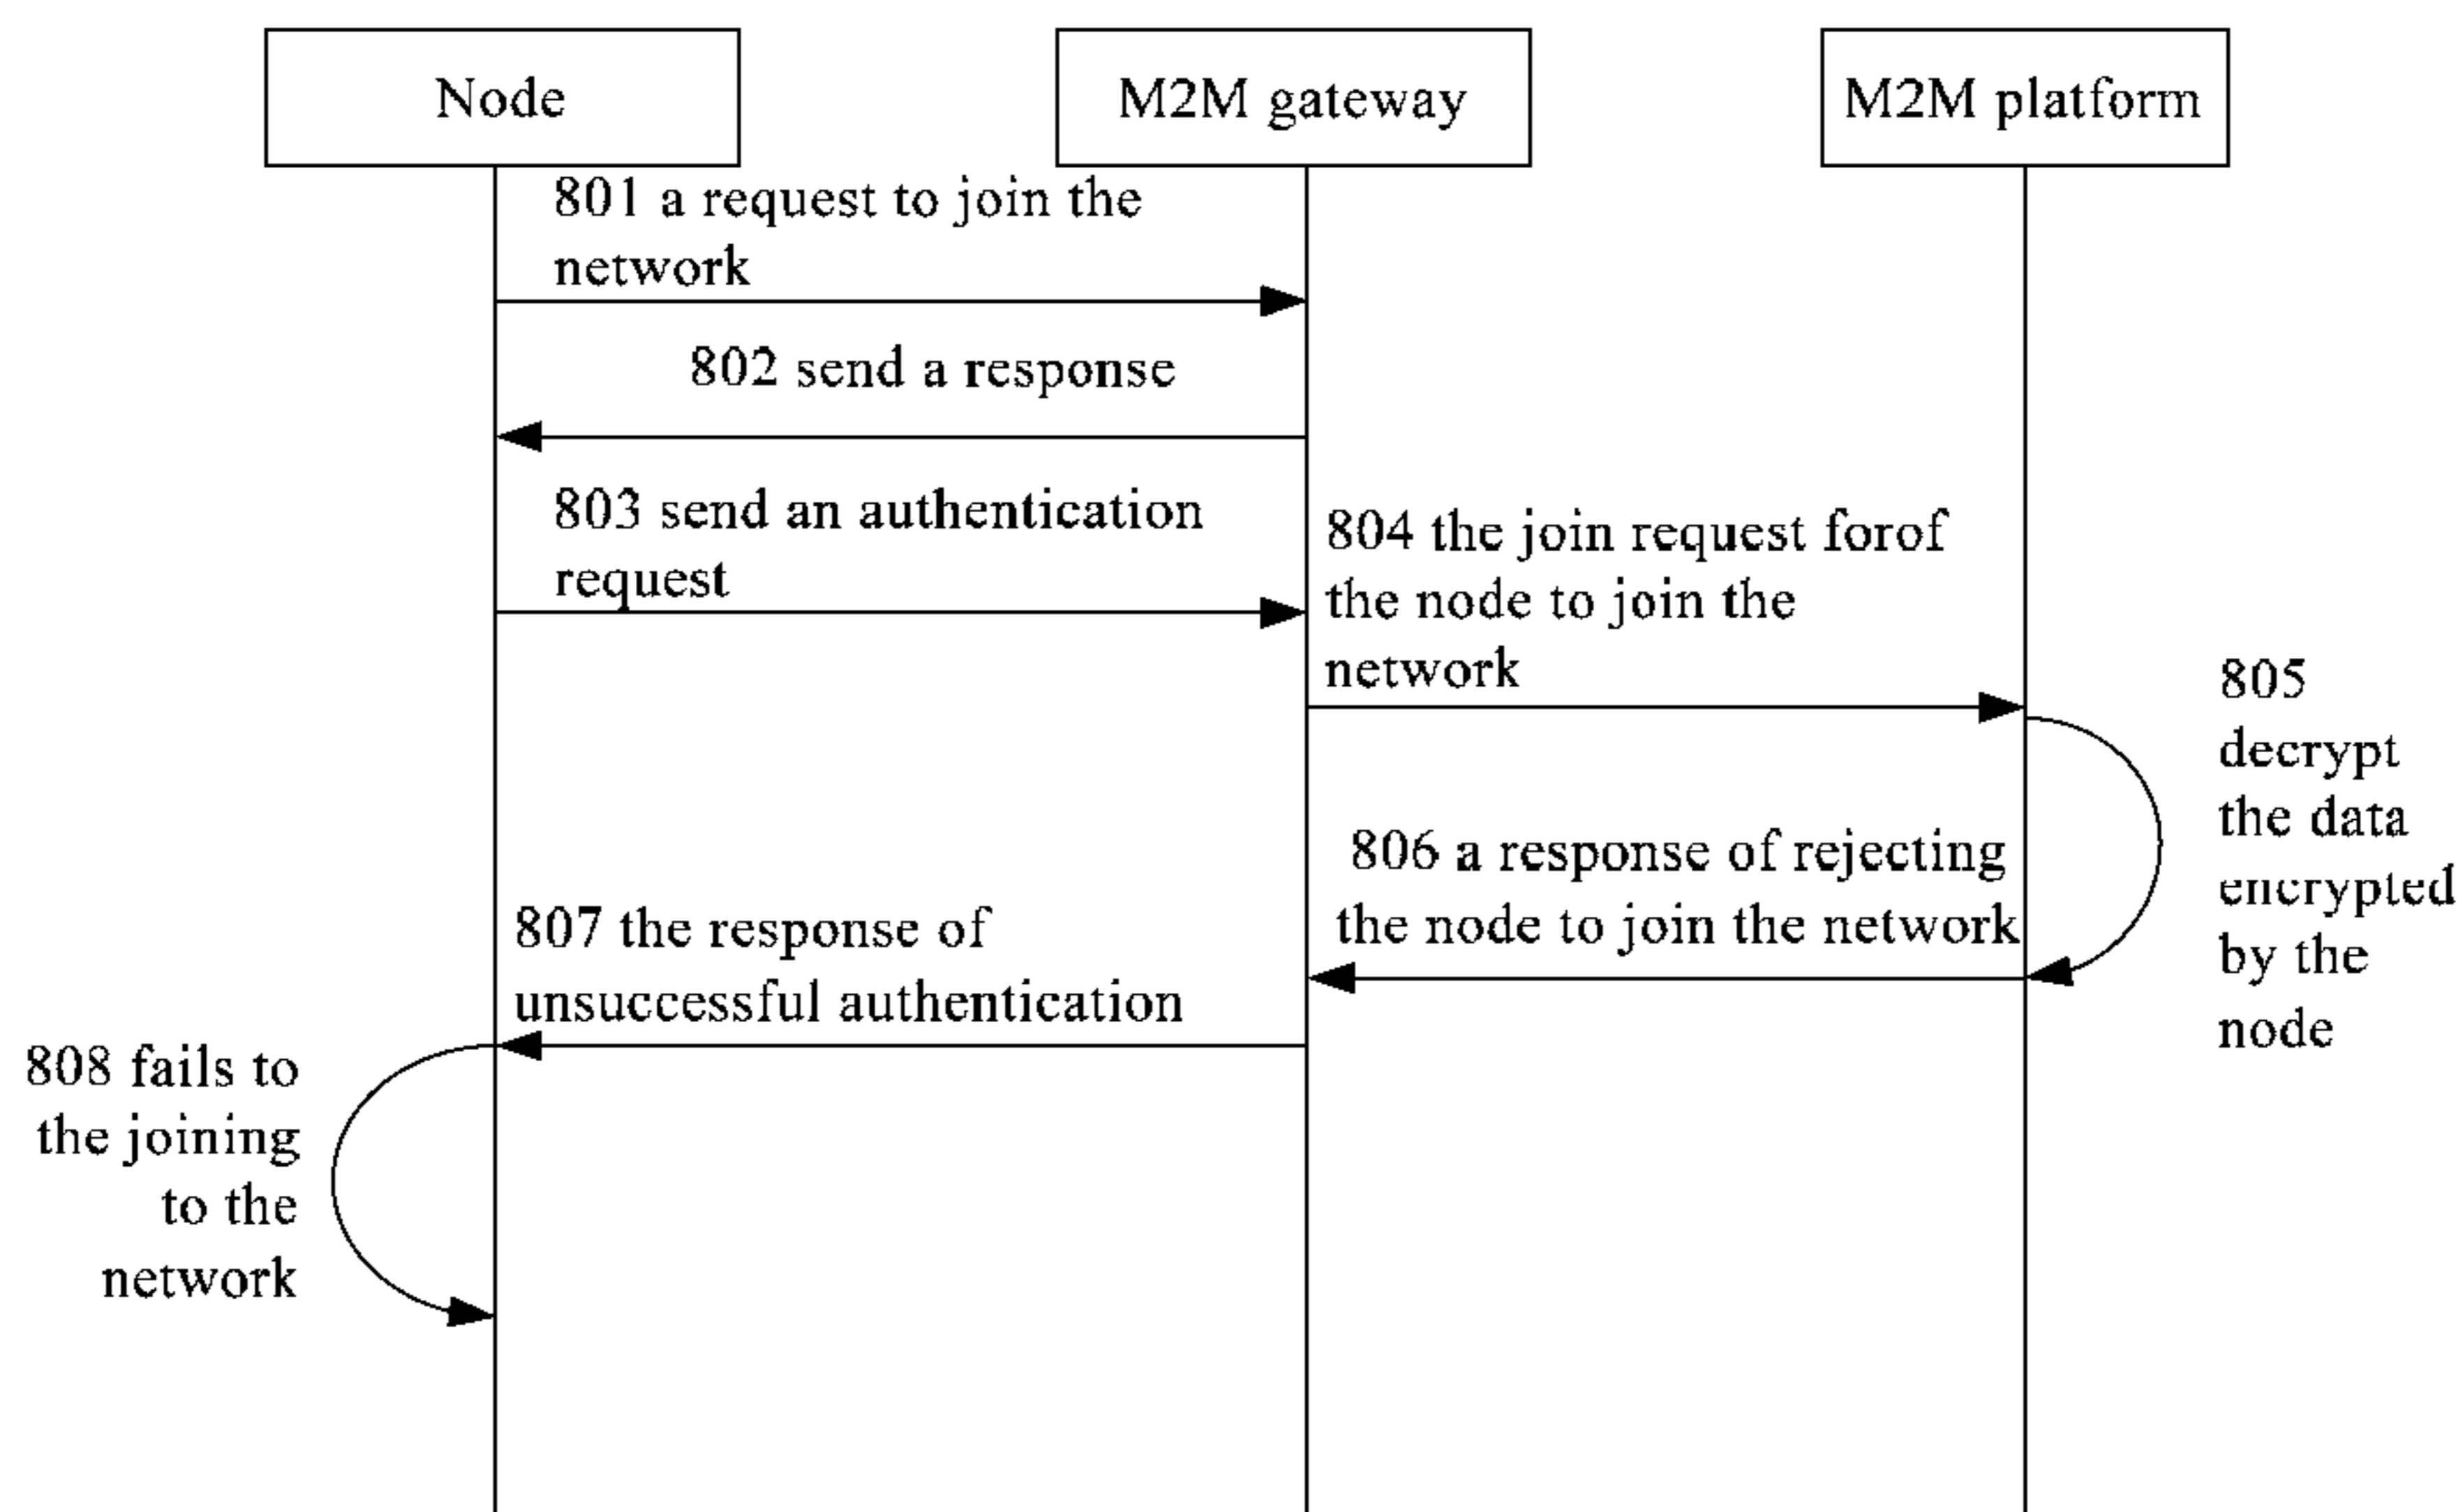 Node
M2M gateway
M2M platform
801 a request to join the
network
802 send a response
803 send an authentication
request
804 the join request forof
the node to join the
network
805
decrypt
the data
encrypted
by the
node
806 a response of rejecting
the node to join the network
807 the response of
unsuccessful authentication
808 fails to
the joining
to the
network